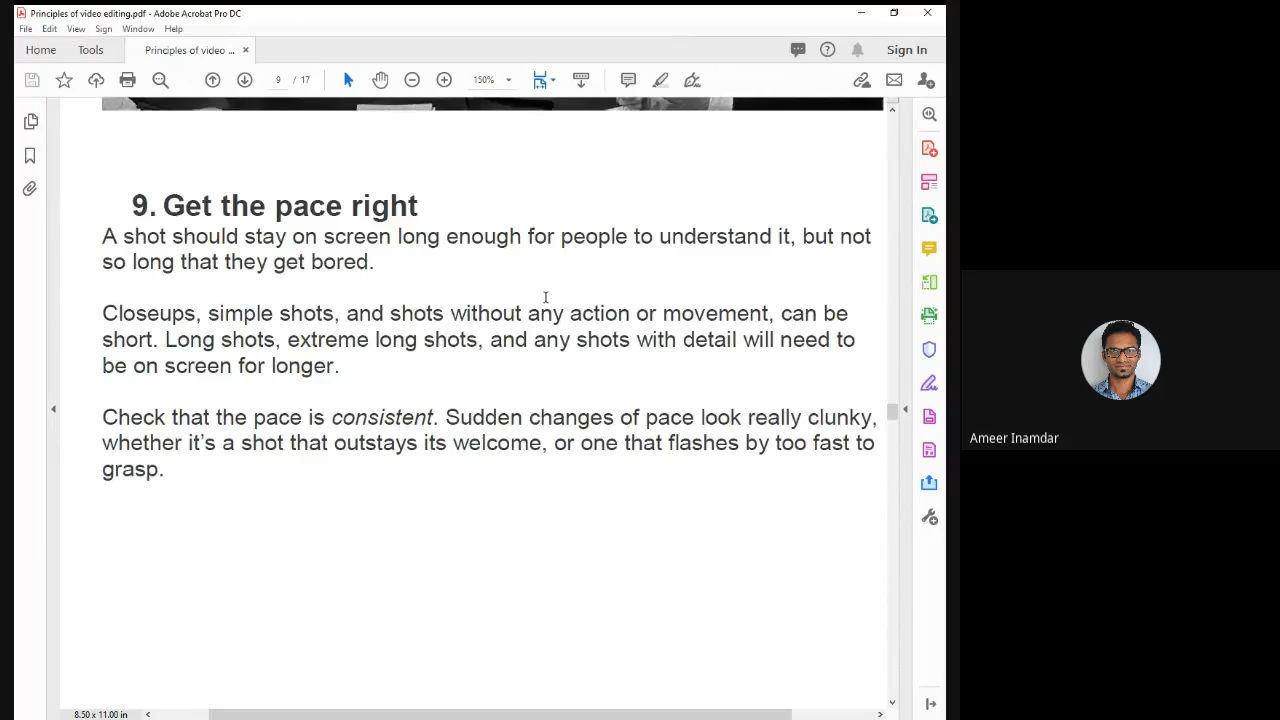 Principles of video editing.pdf - Adobe Acrobat Pro DC
File Edit View Sign Window Help
Home Tools Principles of video ... × Sign In
9 / 17 150%
9. Get the pace right
A shot should stay on screen long enough for people to understand it, but not
so long that they get bored.
Closeups, simple shots, and shots without any action or movement, can be
short. Long shots, extreme long shots, and any shots with detail will need to
be on screen for longer.
Check that the pace is consistent. Sudden changes of pace look really clunky,
whether it’s a shot that outstays its welcome, or one that flashes by too fast to
grasp.
Ameer Inamdar
8.50 x 11.00 in